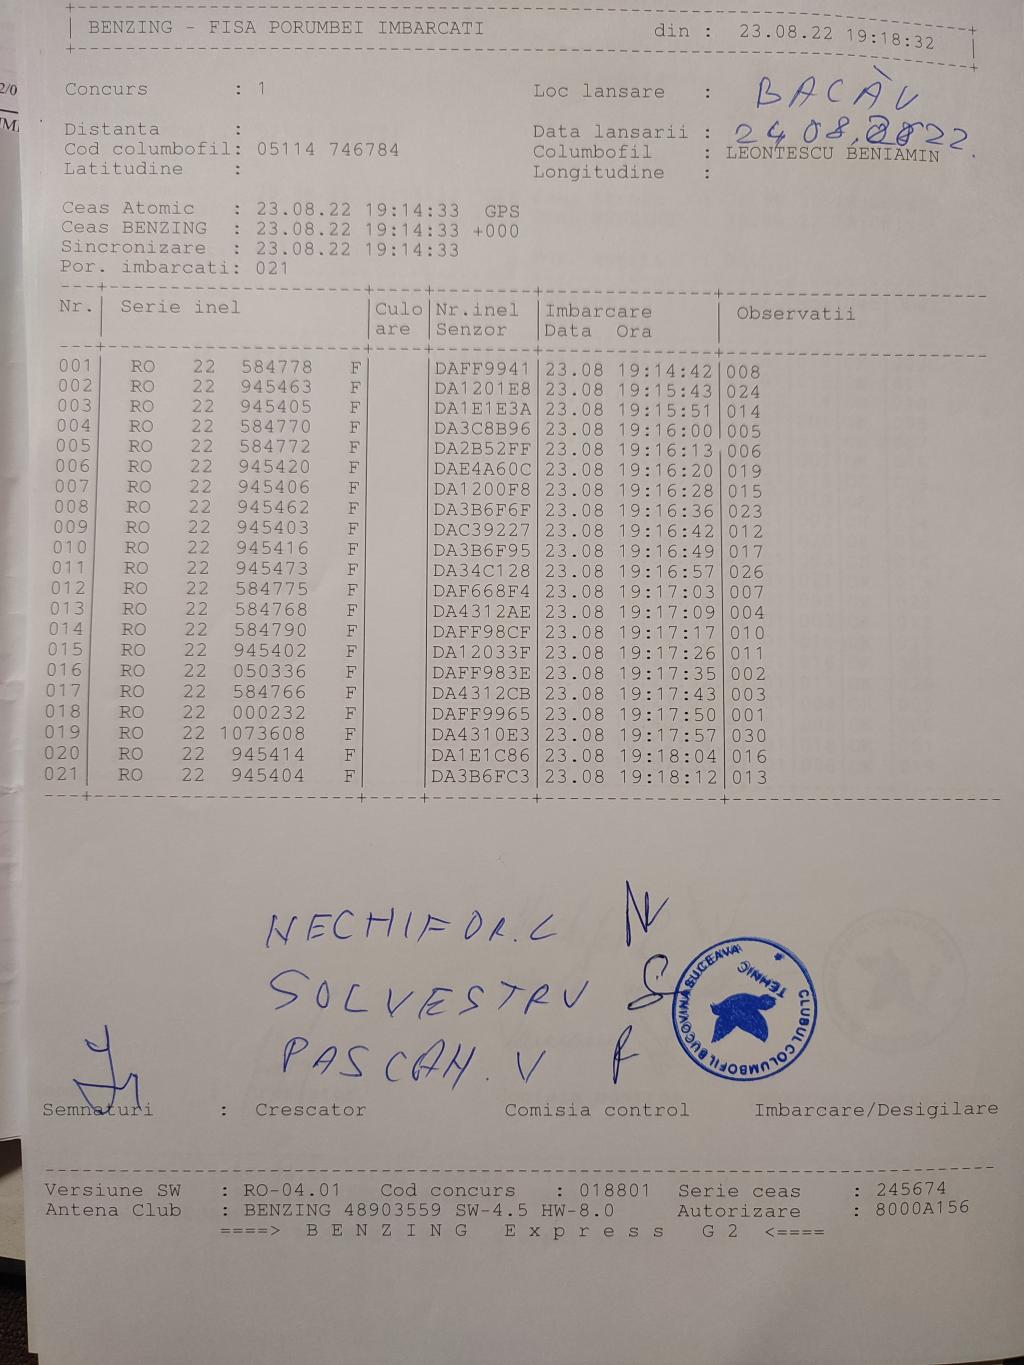 BENZING - FISA PORUMBEI IMBARCATI din : 23.08.22 19:18:32
Concurs : 1 Loc lansare : BACĂU
Distanta : Data lansarii : 24 08.2022.
Cod columbofil: 05114 746784 Columbofil : LEONTESCU BENIAMIN
Latitudine : Longitudine :
Ceas Atomic : 23.08.22 19:14:33 GPS
Ceas BENZING : 23.08.22 19:14:33 +000
Sincronizare : 23.08.22 19:14:33
Por. imbarcati: 021
Nr. Serie inel Culo Nr.inel Imbarcare Observatii
are Senzor Data Ora
001 RO 22 584778 F DAFF9941 23.08 19:14:42 008
002 RO 22 945463 F DA1201E8 23.08 19:15:43 024
003 RO 22 945405 F DA1E1E3A 23.08 19:15:51 014
004 RO 22 584770 F DA3C8B96 23.08 19:16:00 005
005 RO 22 584772 F DA2B52FF 23.08 19:16:13 006
006 RO 22 945420 F DAE4A60C 23.08 19:16:20 019
007 RO 22 945406 F DA1200F8 23.08 19:16:28 015
008 RO 22 945462 F DA3B6F6F 23.08 19:16:36 023
009 RO 22 945403 F DAC39227 23.08 19:16:42 012
010 RO 22 945416 F DA3B6F95 23.08 19:16:49 017
011 RO 22 945473 F DA34C128 23.08 19:16:57 026
012 RO 22 584775 F DAF668F4 23.08 19:17:03 007
013 RO 22 584768 F DA4312AE 23.08 19:17:09 004
014 RO 22 584790 F DAFF98CF 23.08 19:17:17 010
015 RO 22 945402 F DA12033F 23.08 19:17:26 011
016 RO 22 050336 F DAFF983E 23.08 19:17:35 002
017 RO 22 584766 F DA4312CB 23.08 19:17:43 003
018 RO 22 000232 F DAFF9965 23.08 19:17:50 001
019 RO 22 1073608 F DA4310E3 23.08 19:17:57 030
020 RO 22 945414 F DA1E1C86 23.08 19:18:04 016
021 RO 22 945404 F DA3B6FC3 23.08 19:18:12 013
NECHIFOR.C
SOLVESTRU
PASCAN.V
CLUBUL COLUMBOFIL BUCOVINA SUCEAVA
TEHNIC
Semnaturi : Crescator Comisia control Imbarcare/Desigilare
Versiune SW : RO-04.01 Cod concurs : 018801 Serie ceas : 245674
Antena Club : BENZING 48903559 SW-4.5 HW-8.0 Autorizare : 8000A156
====> B E N Z I N G E x p r e s s G 2 <====